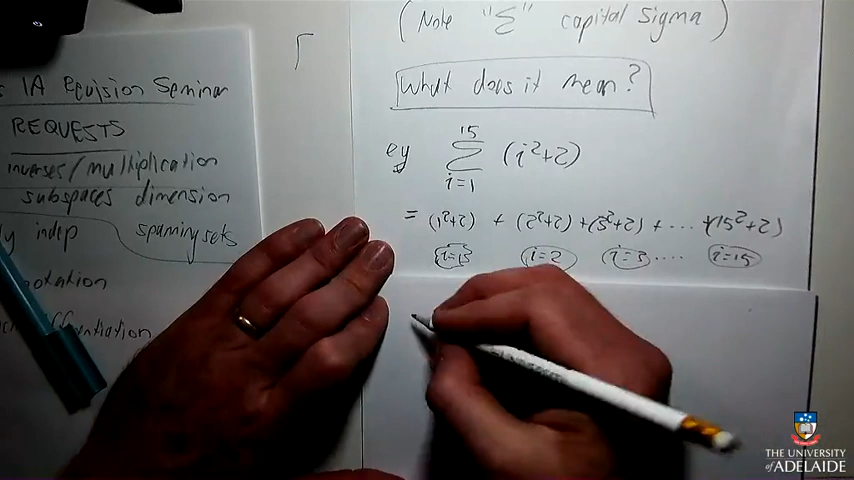 IA Revision Seminar
REQUESTS
inverses/multiplication
subspaces dimension
indep spanning sets
(Note "Σ" capital Sigma)
What does it mean?
eg 15
Σ (i²+2)
i=1
= (1²+2) + (2²+2) + (3²+2) + .... + (15²+2)
i=1 i=2 i=3 .... i=15
THE UNIVERSITY
of ADELAIDE